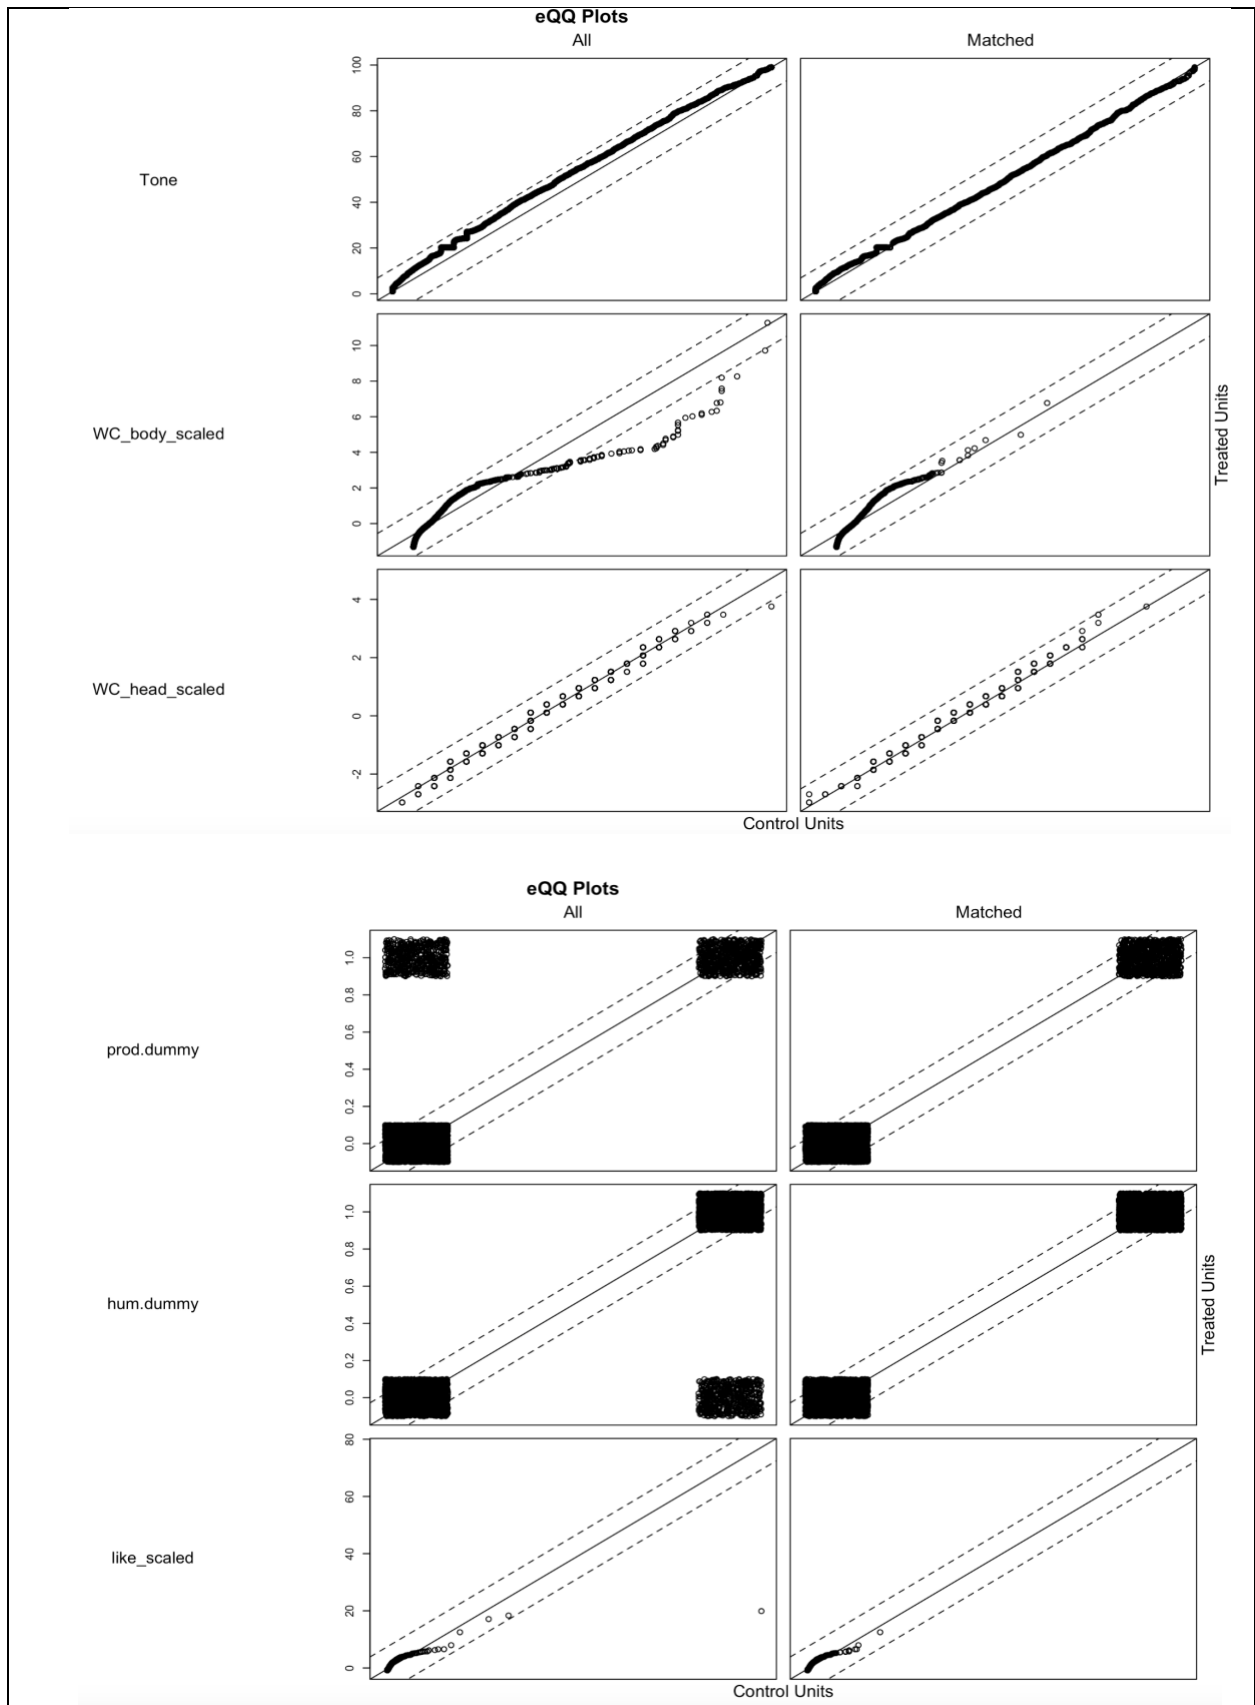 eQQ Plots
All Matched
100
80
60
40
20
0
Tone
10
8
6
4
2
0
WC_body_scaled
Treated Units
4
2
0
-2
WC_head_scaled
Control Units
eQQ Plots
All Matched
1.0
0.8
0.6
0.4
0.2
0.0
prod.dummy
1.0
0.8
0.6
0.4
0.2
0.0
hum.dummy
Treated Units
80
60
40
20
0
like_scaled
Control Units